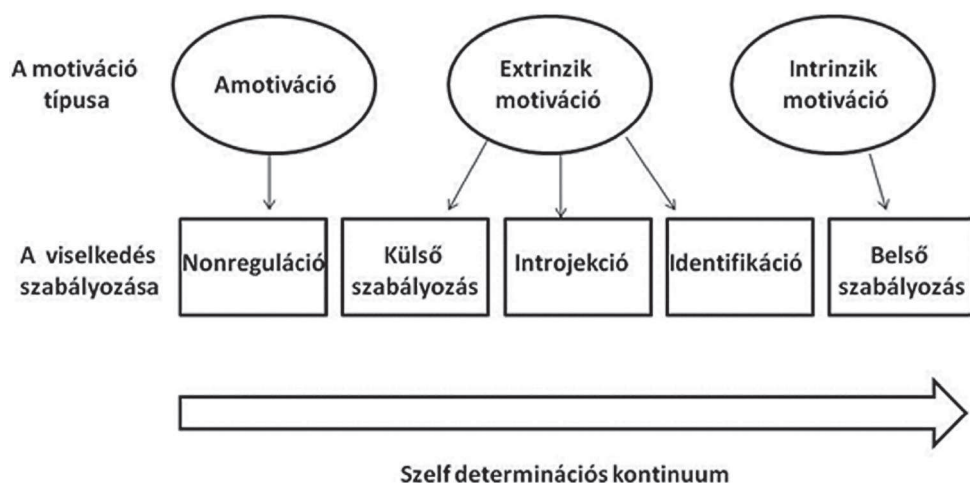 A motiváció
típusa
Amotiváció
Extrinzik
motiváció
Intrinzik
motiváció
A viselkedés
szabályozása
Nonreguláció
Külső
szabályozás
Introjekció
Identifikáció
Belső
szabályozás
Szelf determinációs kontinuum